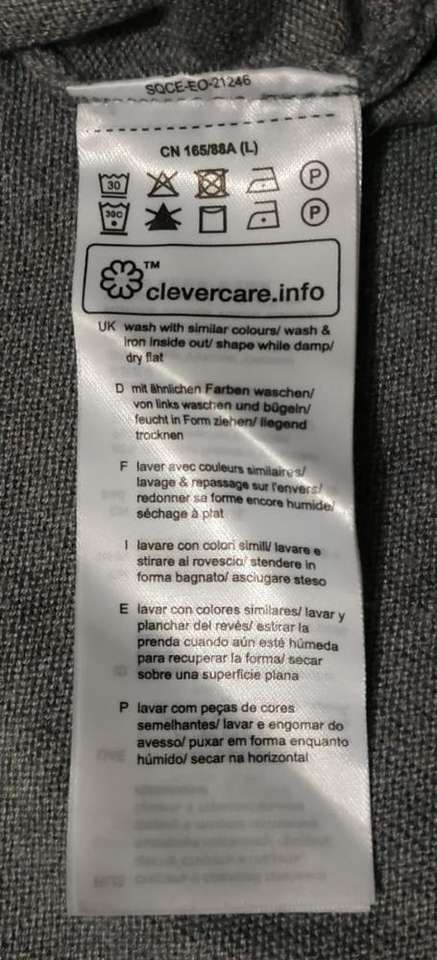 SQCE-EO-21246
CN 165/88A (L)
30 P
30C P
™
clevercare.info
UK wash with similar colours/ wash &
iron inside out/ shape while damp/
dry flat
D mit ähnlichen Farben waschen/
von links waschen und bügeln/
feucht in Form ziehen/ liegend
trocknen
F laver avec couleurs similaires/
lavage & repassage sur l'envers/
redonner sa forme encore humide/
séchage à plat
I lavare con colori simili/ lavare e
stirare al rovescio/ stendere in
forma bagnato/ asciugare steso
E lavar con colores similares/ lavar y
planchar del revés/ estirar la
prenda cuando aún esté húmeda
para recuperar la forma/ secar
sobre una superficie plana
P lavar com peças de cores
semelhantes/ lavar e engomar do
avesso/ puxar em forma enquanto
húmido/ secar na horizontal